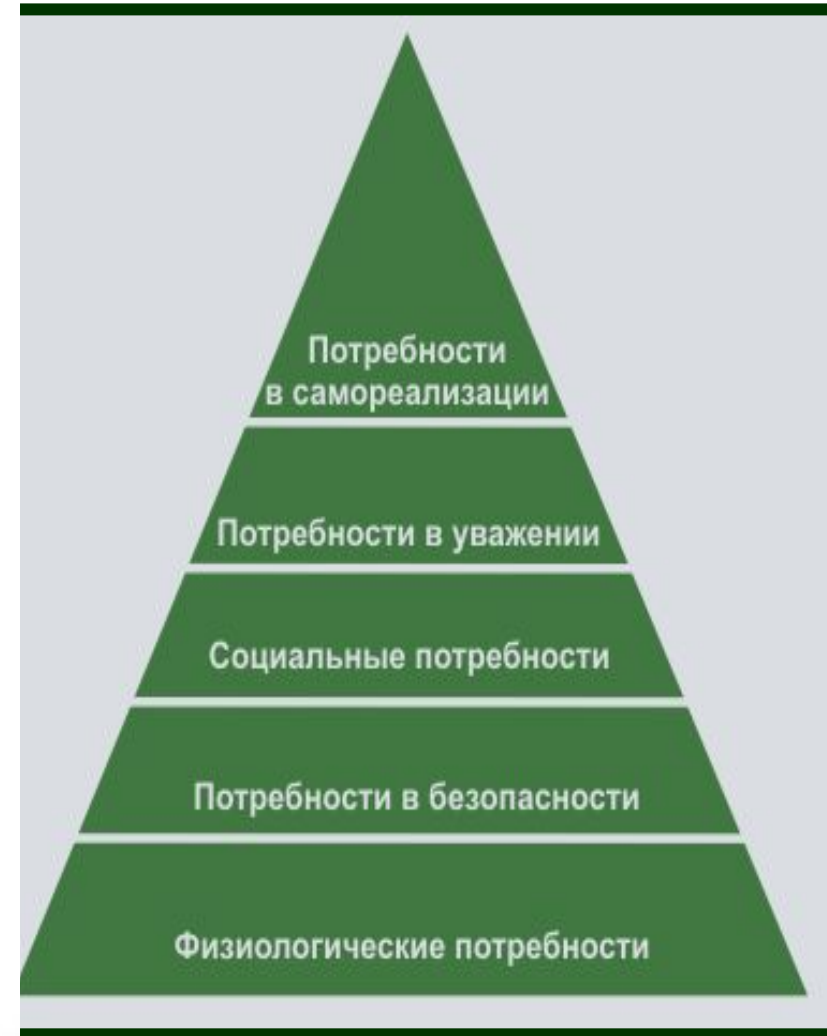 Потребности
в самореализации
Потребности в уважении
Социальные потребности
Потребности в безопасности
Физиологические потребности